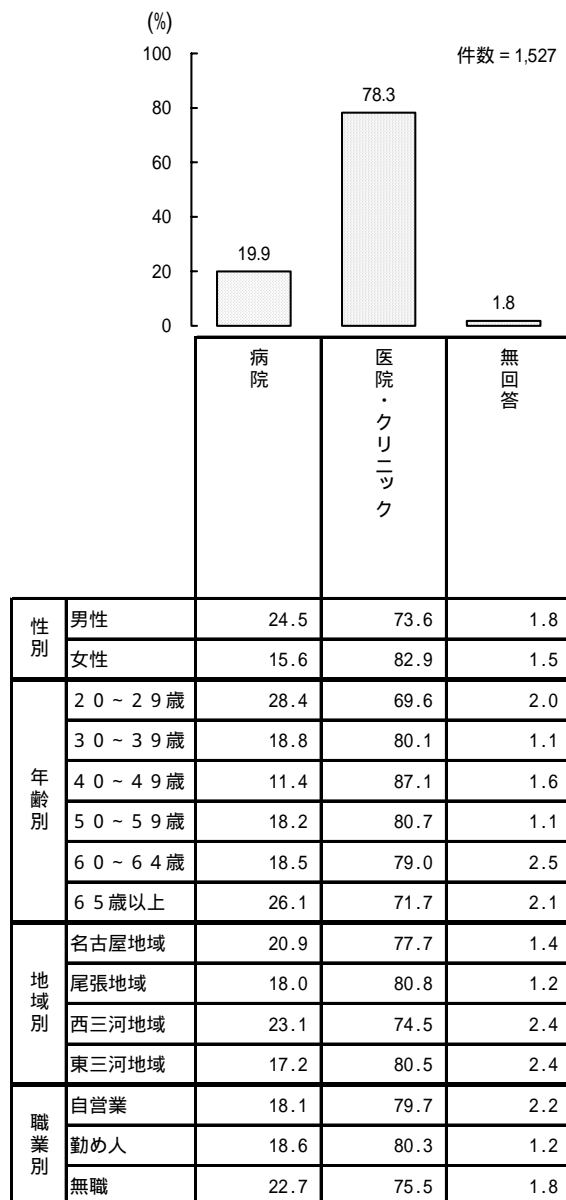 (%)
件数 = 1,527
100
80
60
40
20
0
19.9
78.3
1.8
病院
医院・クリニック
無回答
性別
男性 24.5 73.6 1.8
女性 15.6 82.9 1.5
年齢別
20~29歳 28.4 69.6 2.0
30~39歳 18.8 80.1 1.1
40~49歳 11.4 87.1 1.6
50~59歳 18.2 80.7 1.1
60~64歳 18.5 79.0 2.5
65歳以上 26.1 71.7 2.1
地域別
名古屋地域 20.9 77.7 1.4
尾張地域 18.0 80.8 1.2
西三河地域 23.1 74.5 2.4
東三河地域 17.2 80.5 2.4
職業別
自営業 18.1 79.7 2.2
勤め人 18.6 80.3 1.2
無職 22.7 75.5 1.8